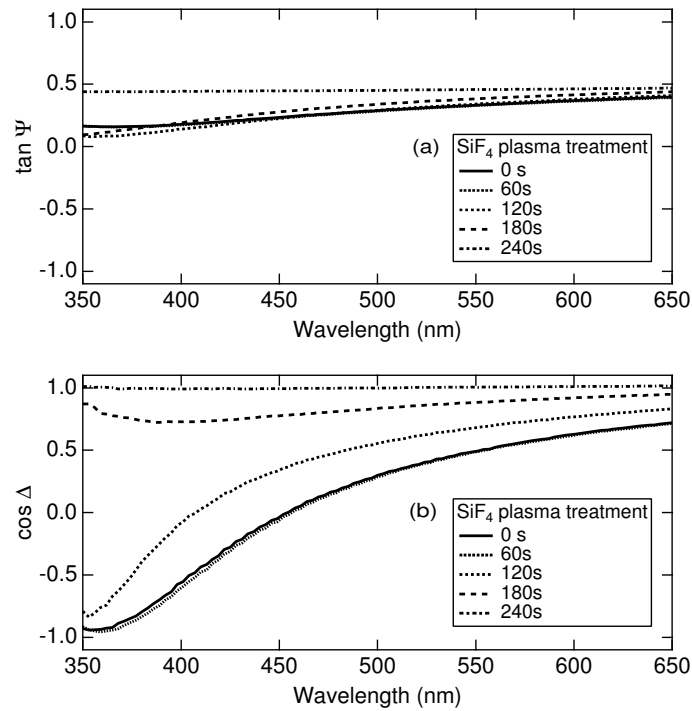 1.0
0.5
0.0
-0.5
-1.0
tan Ψ
(a)
SiF4 plasma treatment
0 s
60s
120s
180s
240s
350 400 450 500 550 600 650
Wavelength (nm)
1.0
0.5
0.0
-0.5
-1.0
cos Δ
(b)
SiF4 plasma treatment
0 s
60s
120s
180s
240s
350 400 450 500 550 600 650
Wavelength (nm)